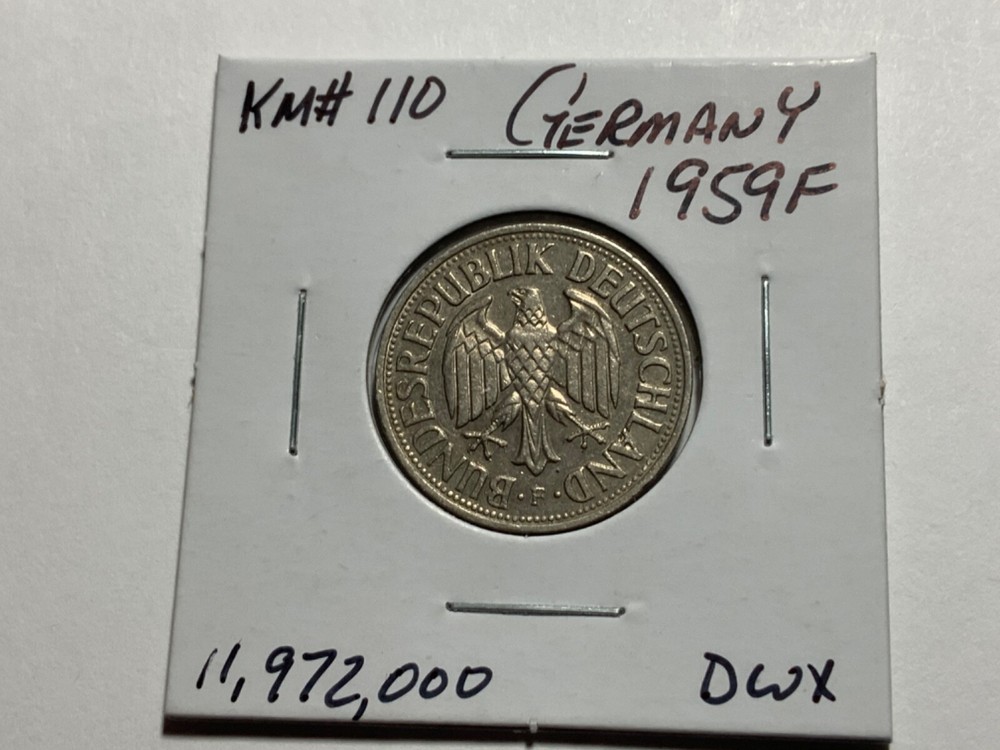 KM# 110 GERMANY
1959F
BUNDESREPUBLIK DEUTSCHLAND
· F ·
11,972,000 DWX